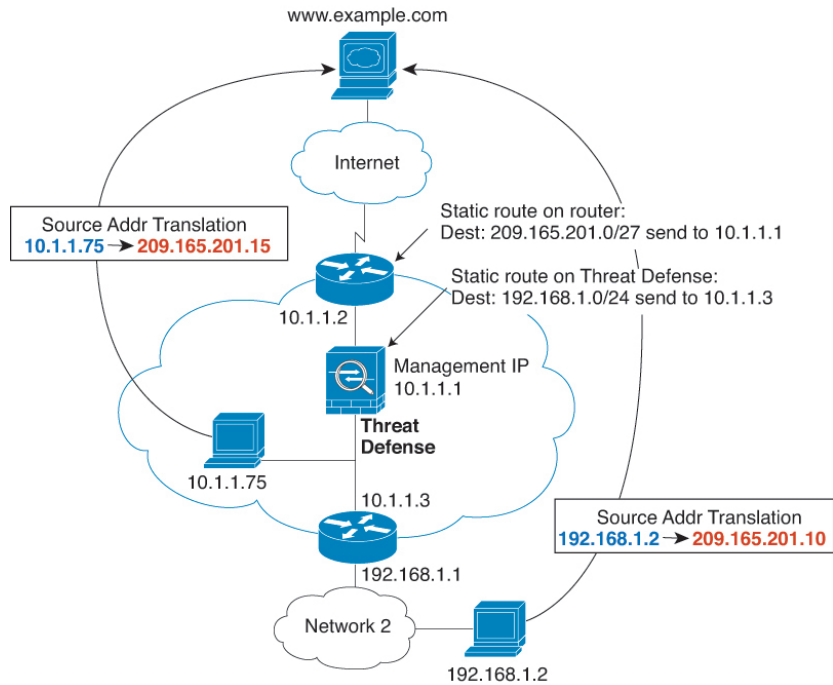 www.example.com
Internet
Source Addr Translation
10.1.1.75 → 209.165.201.15
Static route on router:
Dest: 209.165.201.0/27 send to 10.1.1.1
Static route on Threat Defense:
Dest: 192.168.1.0/24 send to 10.1.1.3
10.1.1.2
Management IP
10.1.1.1
Threat
Defense
10.1.1.75
10.1.1.3
Source Addr Translation
192.168.1.2 → 209.165.201.10
192.168.1.1
Network 2
192.168.1.2